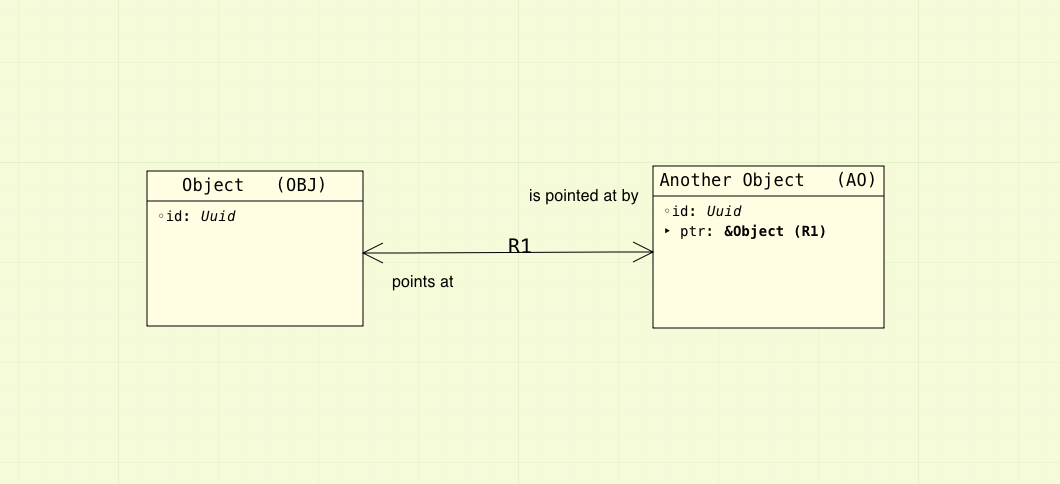 Object (OBJ)
◦id: Uuid
is pointed at by
R1
points at
Another Object (AO)
◦id: Uuid
‣ ptr: &Object (R1)